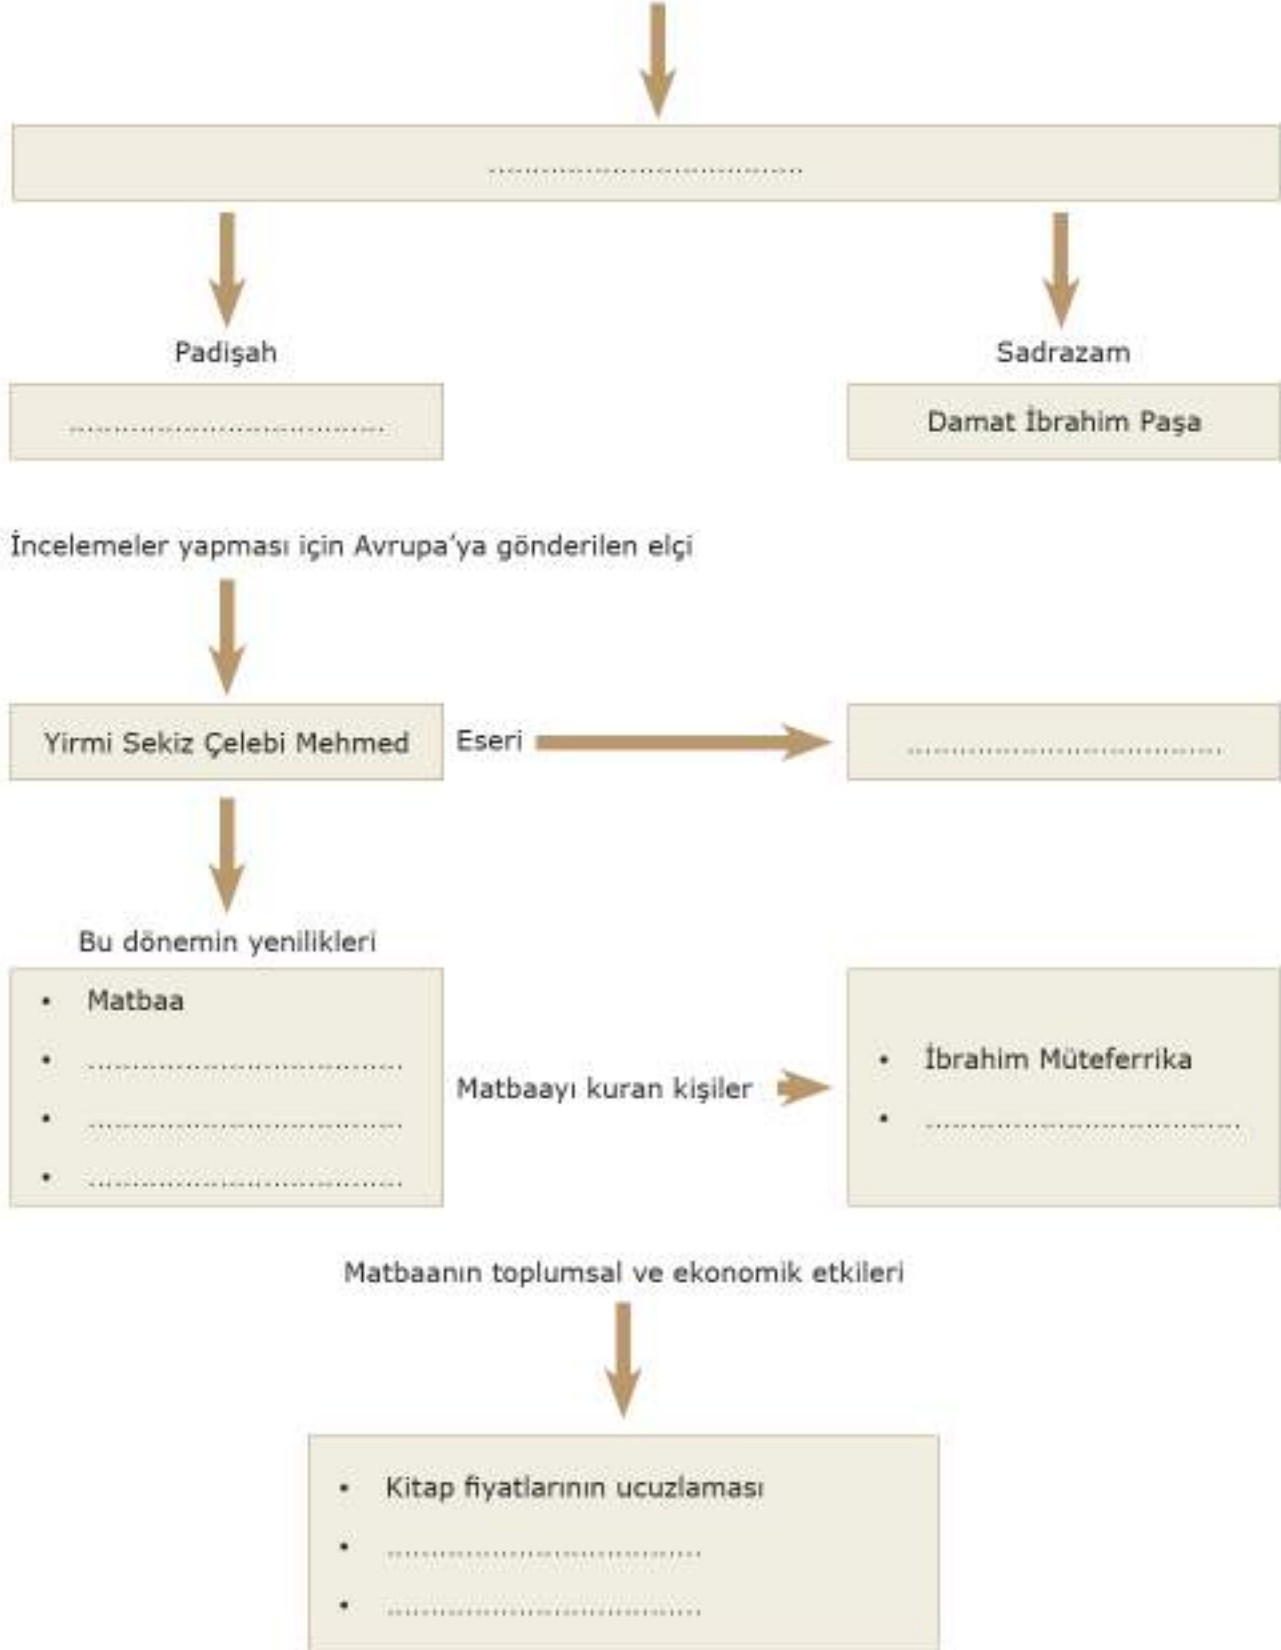 ..................................
Padişah
Sadrazam
..................................
Damat İbrahim Paşa
İncelemeler yapması için Avrupa'ya gönderilen elçi
Yirmi Sekiz Çelebi Mehmed
Eseri
..................................
Bu dönemin yenilikleri
• Matbaa
• ..................................
• ..................................
• ..................................
Matbaayı kuran kişiler
• İbrahim Müteferrika
• ..................................
Matbaanın toplumsal ve ekonomik etkileri
• Kitap fiyatlarının ucuzlaması
• ..................................
• ..................................